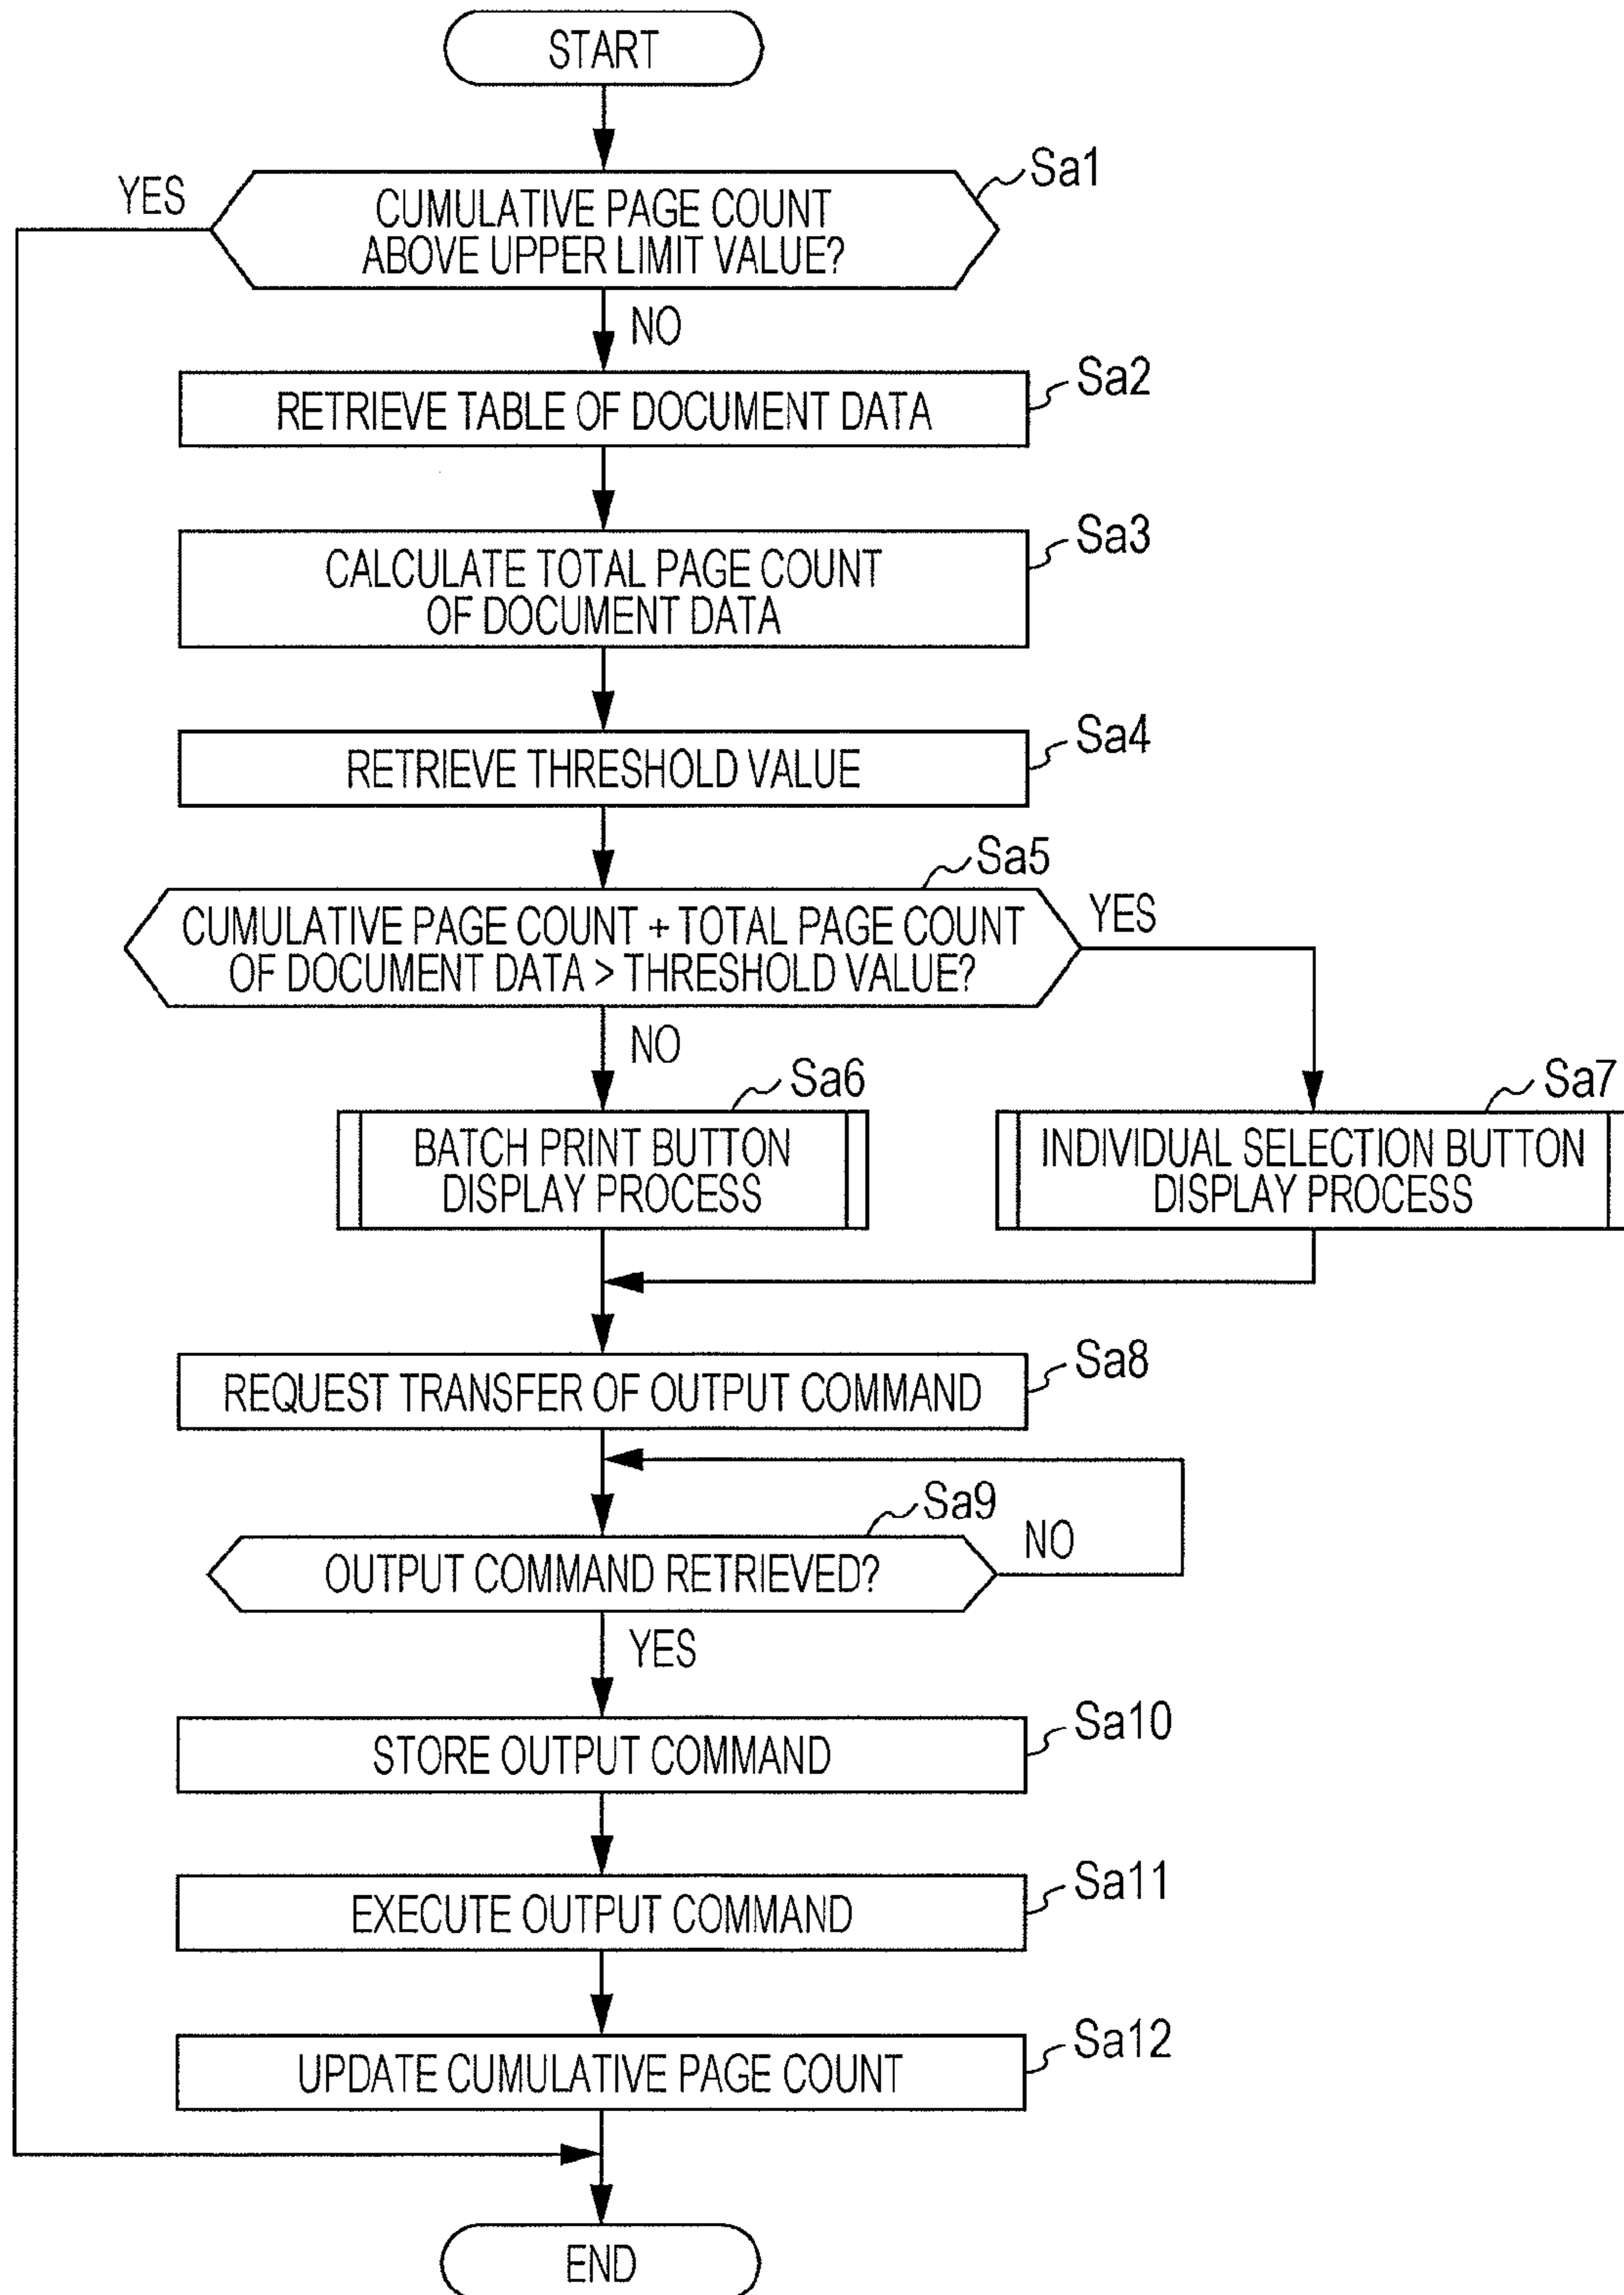 START
Sa1
YES
CUMULATIVE PAGE COUNT
ABOVE UPPER LIMIT VALUE?
NO
Sa2
RETRIEVE TABLE OF DOCUMENT DATA
Sa3
CALCULATE TOTAL PAGE COUNT
OF DOCUMENT DATA
Sa4
RETRIEVE THRESHOLD VALUE
Sa5
CUMULATIVE PAGE COUNT + TOTAL PAGE COUNT
OF DOCUMENT DATA > THRESHOLD VALUE?
YES
NO
Sa6
BATCH PRINT BUTTON
DISPLAY PROCESS
Sa7
INDIVIDUAL SELECTION BUTTON
DISPLAY PROCESS
Sa8
REQUEST TRANSFER OF OUTPUT COMMAND
Sa9
OUTPUT COMMAND RETRIEVED?
NO
YES
Sa10
STORE OUTPUT COMMAND
Sa11
EXECUTE OUTPUT COMMAND
Sa12
UPDATE CUMULATIVE PAGE COUNT
END